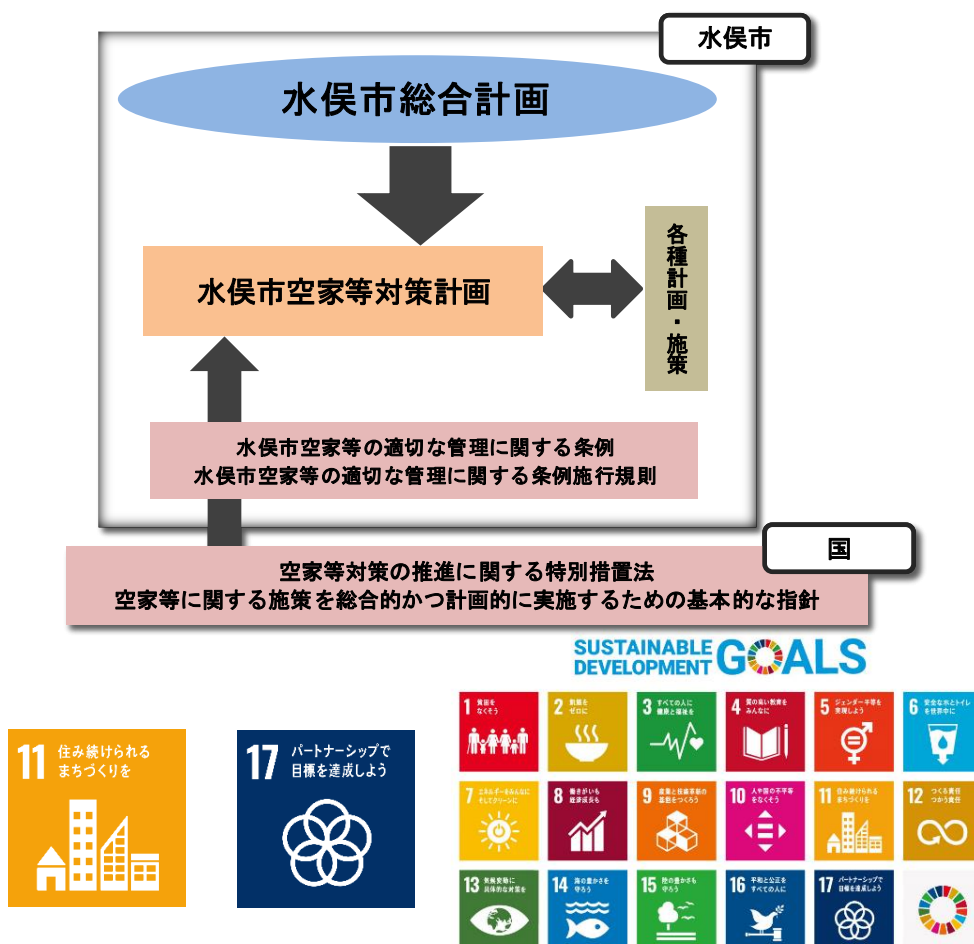 水俣市
水俣市総合計画
水俣市空家等対策計画
各種計画・施策
水俣市空家等の適切な管理に関する条例
水俣市空家等の適切な管理に関する条例施行規則
国
空家等対策の推進に関する特別措置法
空家等に関する施策を総合的かつ計画的に実施するための基本的な指針
SUSTAINABLE
DEVELOPMENT
GOALS
11 住み続けられる
まちづくりを
17 パートナーシップで
目標を達成しよう
1 貧困を
なくそう
2 飢餓を
ゼロに
3 すべての人に
健康と福祉を
4 質の高い教育を
みんなに
5 ジェンダー平等を
実現しよう
6 安全な水とトイレ
を世界中に
7 エネルギーをみんなに
そしてクリーンに
8 働きがいも
経済成長も
9 産業と技術革新の
基盤をつくろう
10 人や国の不平等
をなくそう
11 住み続けられる
まちづくりを
12 つくる責任
つかう責任
13 気候変動に
具体的な対策を
14 海の豊かさを
守ろう
15 陸の豊かさも
守ろう
16 平和と公正を
すべての人に
17 パートナーシップで
目標を達成しよう